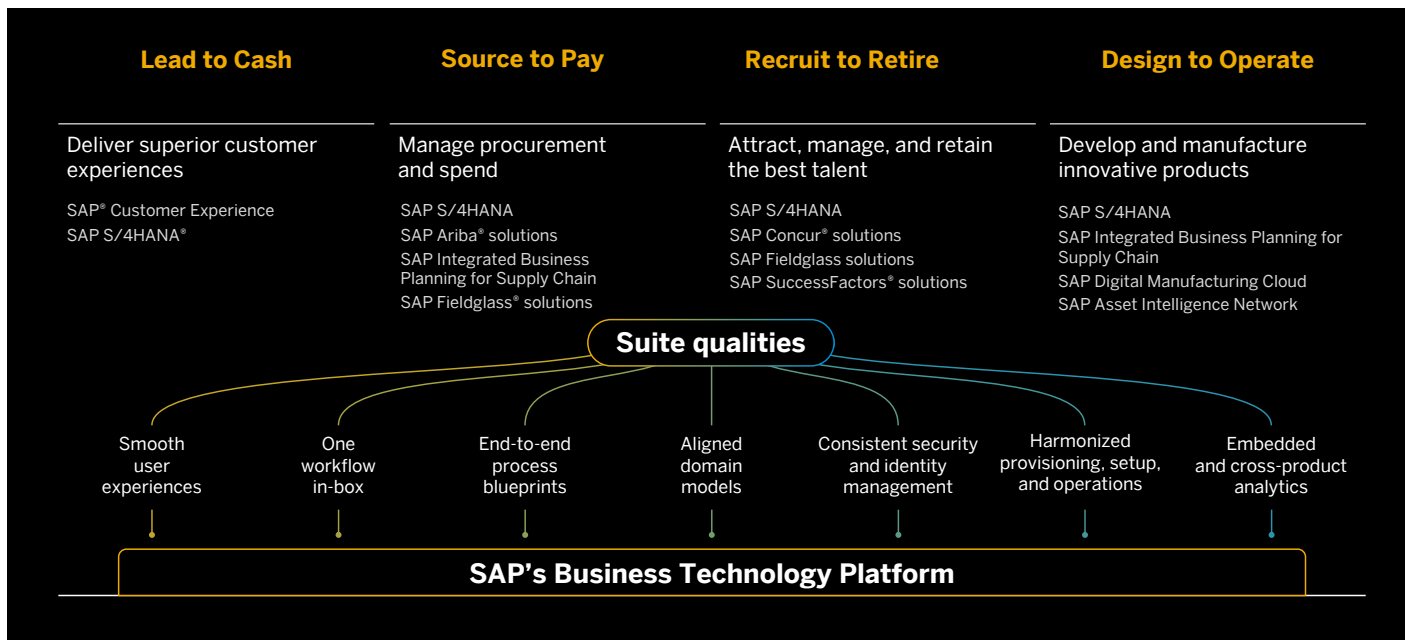 Lead to Cash
Deliver superior customer
experiences
SAP® Customer Experience
SAP S/4HANA®
Source to Pay
Manage procurement
and spend
SAP S/4HANA
SAP Ariba® solutions
SAP Integrated Business
Planning for Supply Chain
SAP Fieldglass® solutions
Recruit to Retire
Attract, manage, and retain
the best talent
SAP S/4HANA
SAP Concur® solutions
SAP Fieldglass solutions
SAP SuccessFactors® solutions
Design to Operate
Develop and manufacture
innovative products
SAP S/4HANA
SAP Integrated Business Planning for
Supply Chain
SAP Digital Manufacturing Cloud
SAP Asset Intelligence Network
Suite qualities
Smooth
user
experiences
One
workflow
in-box
End-to-end
process
blueprints
Aligned
domain
models
Consistent security
and identity
management
Harmonized
provisioning, setup,
and operations
Embedded
and cross-product
analytics
SAP’s Business Technology Platform